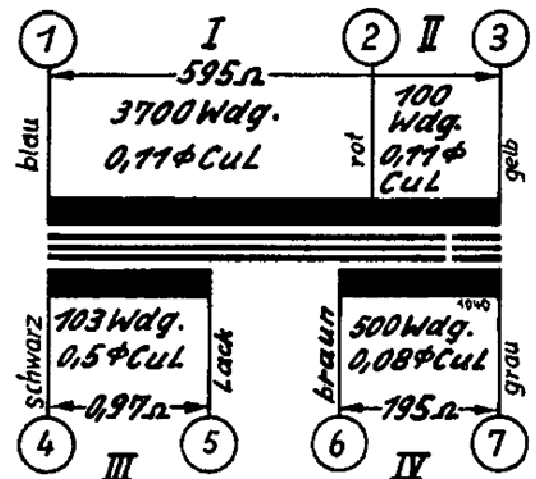 1 I 2 II 3
595Ω
3700 Wdg.
0,11 ϕ CuL
100
Wdg.
0,11 ϕ
CuL
blau
rot
gelb
1040
103 Wdg.
0,5 ϕ CuL
0,97Ω
schwarz
Lack
500 Wdg.
0,08 ϕ CuL
195Ω
braun
grau
4 III 5 6 IV 7